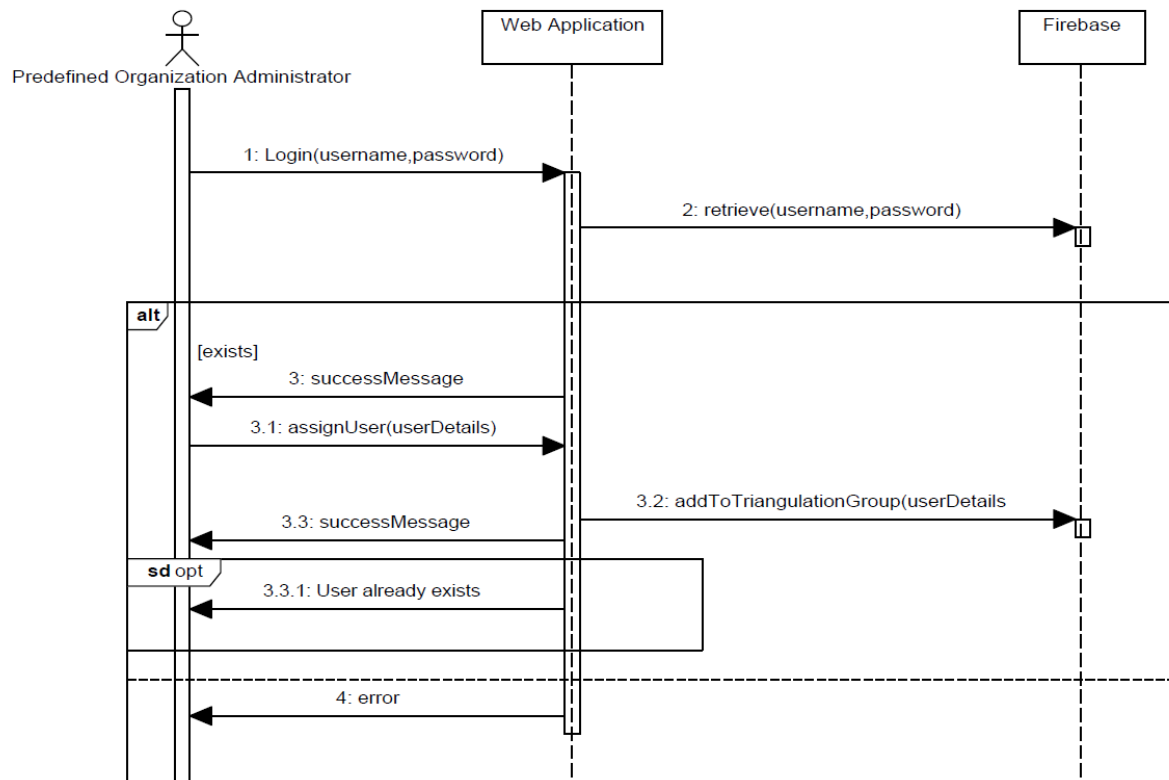 Web Application
Firebase
Predefined Organization Administrator
1: Login(username,password)
2: retrieve(username,password)
alt
[exists]
3: successMessage
3.1: assignUser(userDetails)
3.2: addToTriangulationGroup(userDetails
3.3: successMessage
sd opt
3.3.1: User already exists
4: error